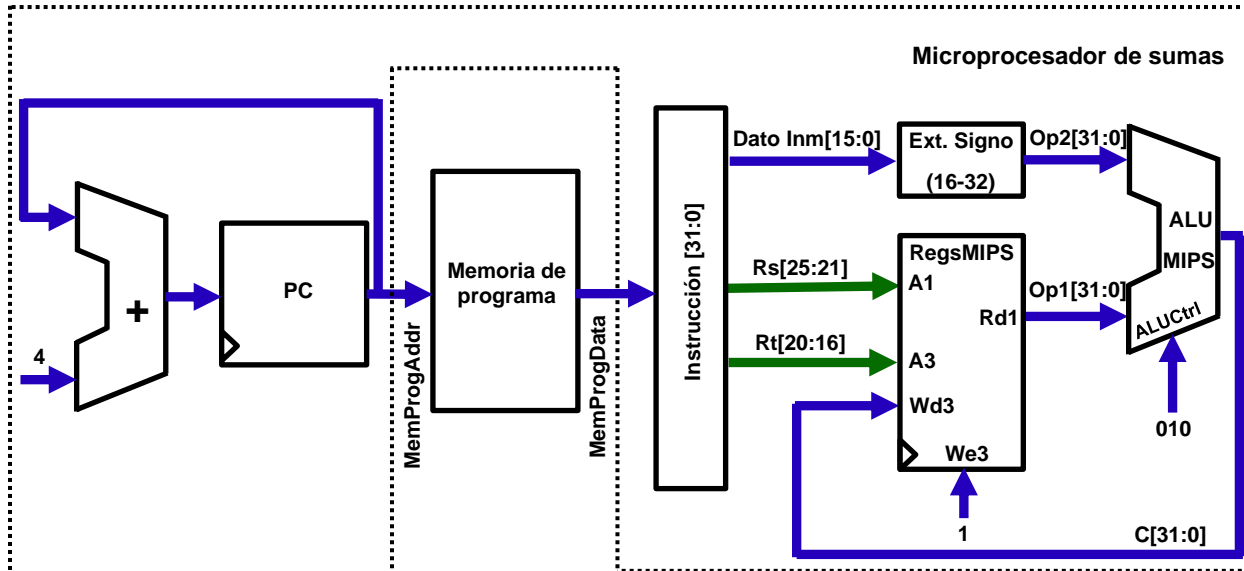 Microprocesador de sumas
4
+
PC
MemProgAddr
Memoria de
programa
MemProgData
Instrucción [31:0]
Dato Inm[15:0]
Ext. Signo
(16-32)
Op2[31:0]
Rs[25:21]
Rt[20:16]
RegsMIPS
A1
Rd1
A3
Wd3
We3
1
Op1[31:0]
ALU
MIPS
ALUCtrl
010
C[31:0]